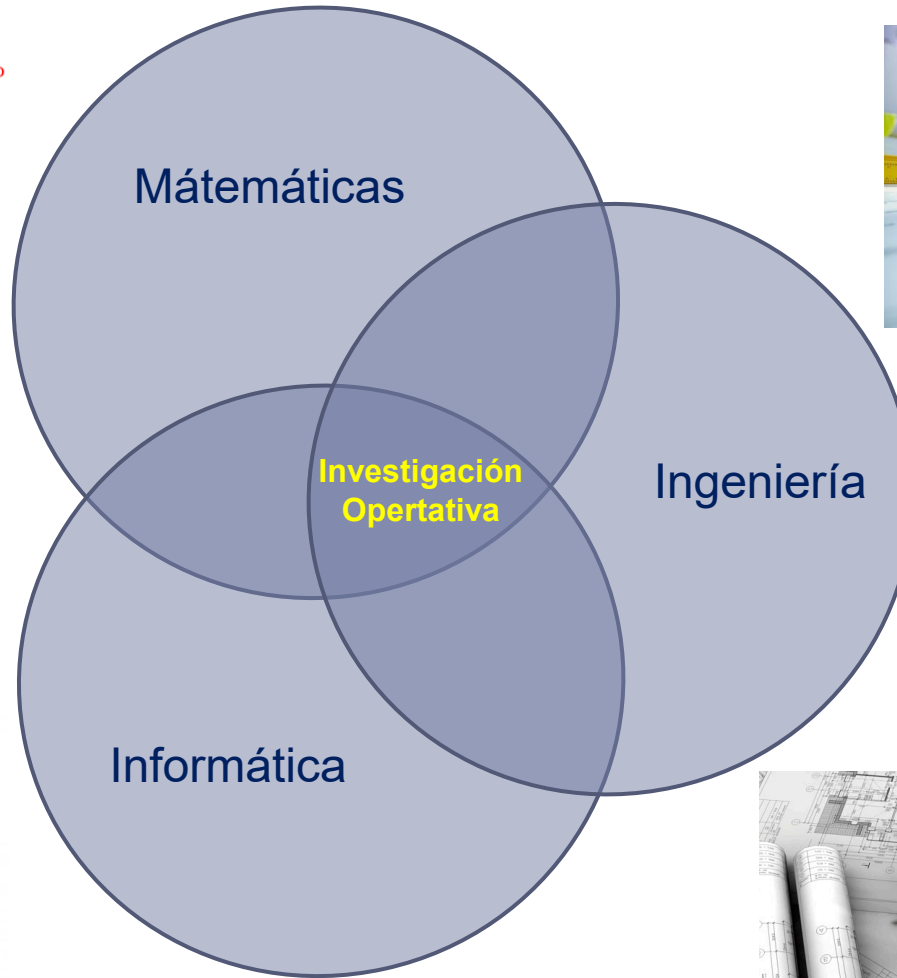 Mátemáticas
Investigación
Opertativa
Ingeniería
Informática